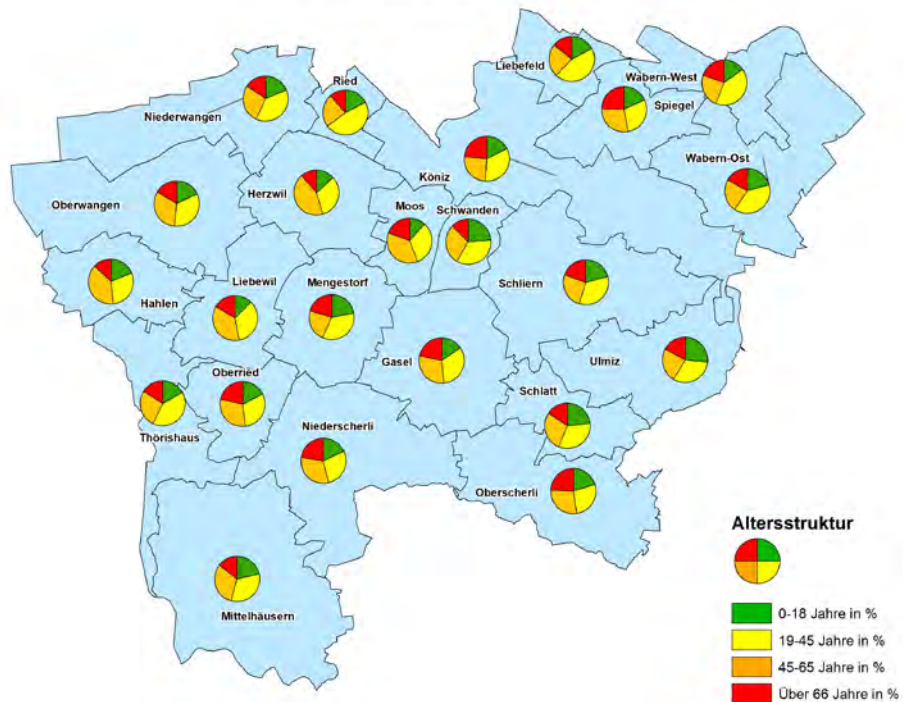 Liebefeld
Wabern-West
Ried
Niederwangen
Spiegel
Wabern-Ost
Köniz
Herzwil
Oberwangen
Moos
Schwanden
Liebewil
Mengestorf
Schliern
Hahlen
Gasel
Ulmiz
Oberried
Schlatt
Niederscherli
Thörishaus
Oberscherli
Mittelhäusern
Altersstruktur
0-18 Jahre in %
19-45 Jahre in %
45-65 Jahre in %
Über 66 Jahre in %